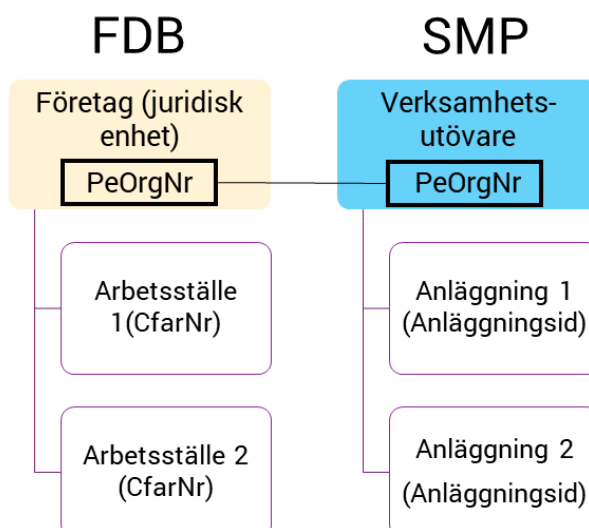 FDB
Företag (juridisk
enhet)
PeOrgNr
Arbetsställe
1(CfarNr)
Arbetsställe 2
(CfarNr)
SMP
Verksamhets-
utövare
PeOrgNr
Anläggning 1
(Anläggningsid)
Anläggning 2
(Anläggningsid)